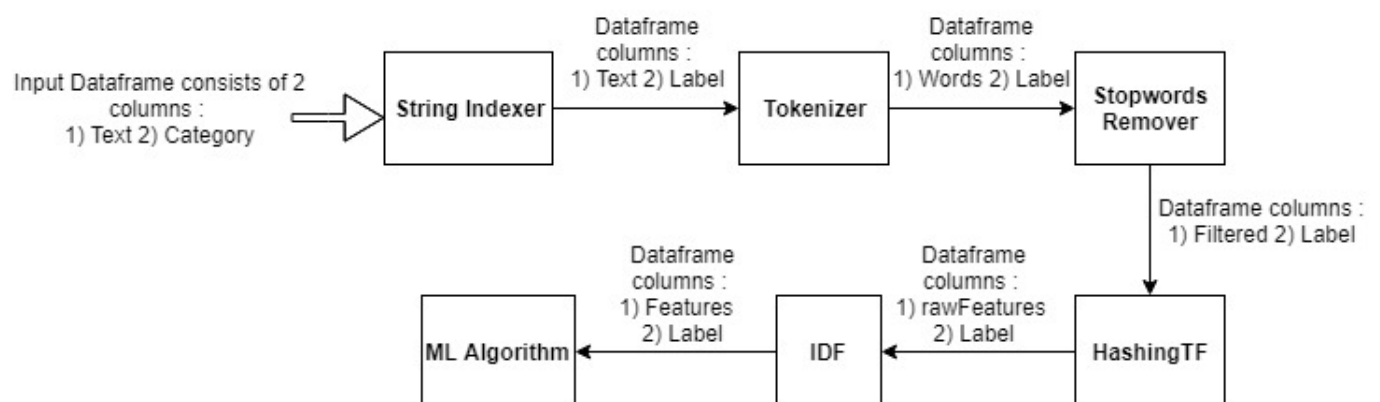 Input Dataframe consists of 2
columns :
1) Text 2) Category
String Indexer
Dataframe
columns :
1) Text 2) Label
Tokenizer
Dataframe
columns :
1) Words 2) Label
Stopwords
Remover
Dataframe columns :
1) Filtered 2) Label
HashingTF
Dataframe
columns :
1) rawFeatures
2) Label
IDF
Dataframe
columns :
1) Features
2) Label
ML Algorithm